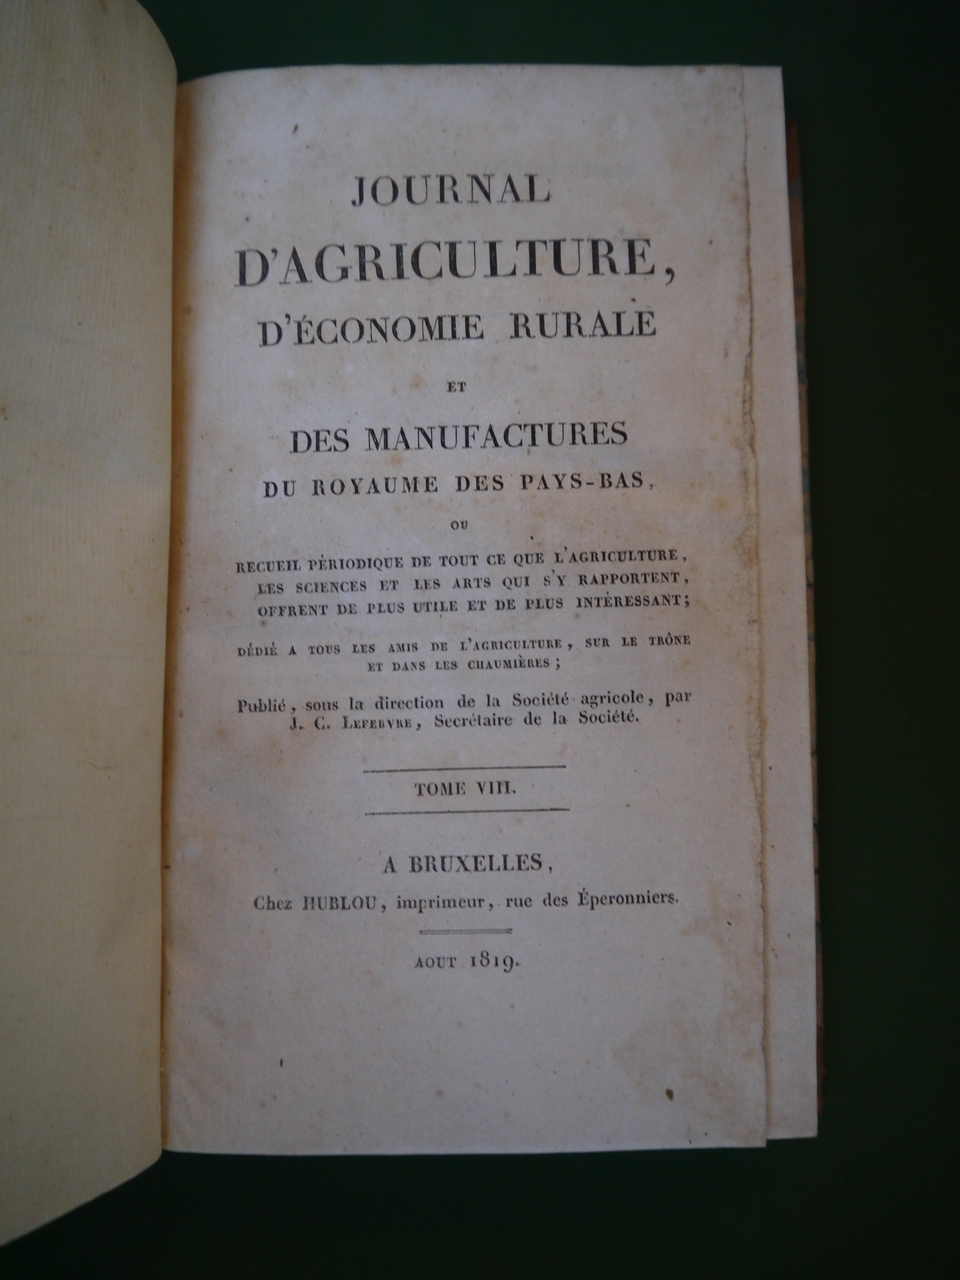 JOURNAL
D'AGRICULTURE,
D'ÉCONOMIE RURALE
ET
DES MANUFACTURES
DU ROYAUME DES PAYS-BAS,
OU
RECUEIL PÉRIODIQUE DE TOUT CE QUE L'AGRICULTURE,
LES SCIENCES ET LES ARTS QUI S'Y RAPPORTENT,
OFFRENT DE PLUS UTILE ET DE PLUS INTÉRESSANT;
DÉDIÉ A TOUS LES AMIS DE L'AGRICULTURE, SUR LE TRÔNE
ET DANS LES CHAUMIÈRES;
Publié, sous la direction de la Société agricole, par
J. C. LEFEBVRE, Secrétaire de la Société.
TOME VIII.
A BRUXELLES,
Chez HUBLOU, imprimeur, rue des Éperonniers.
AOUT 1819.